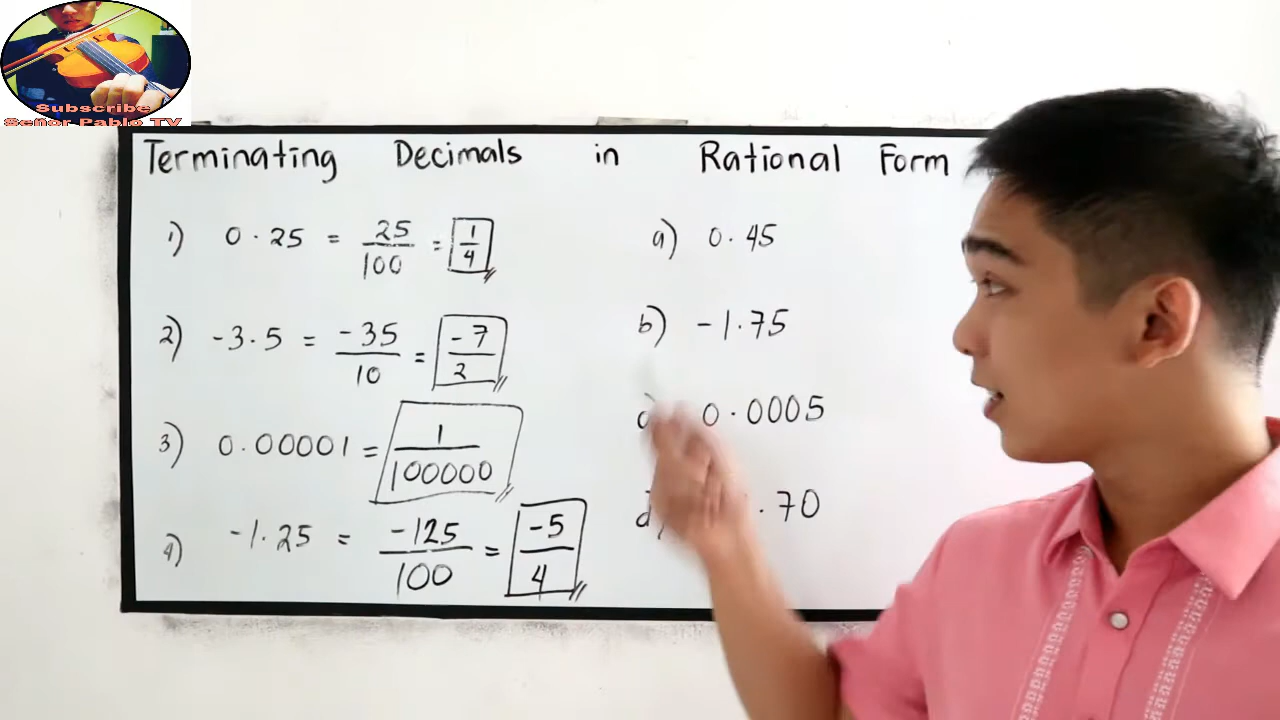 Subscribe
Señor Pablo TV
Terminating Decimals in Rational Form
1) 0.25 = 25/100 = 1/4
2) -3.5 = -35/10 = -7/2
3) 0.00001 = 1/100000
4) -1.25 = -125/100 = -5/4
a) 0.45
b) -1.75
0.0005
d) .70